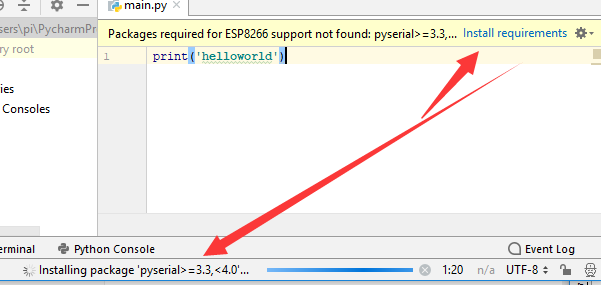 main.py
ers\pi\PycharmPr
Packages required for ESP8266 support not found: pyserial>=3.3,... Install requirements
ry root
1 print('helloworld')
ies
Consoles
erminal Python Console Event Log
Installing package 'pyserial>=3.3,<4.0'... 1:20 n/a UTF-8